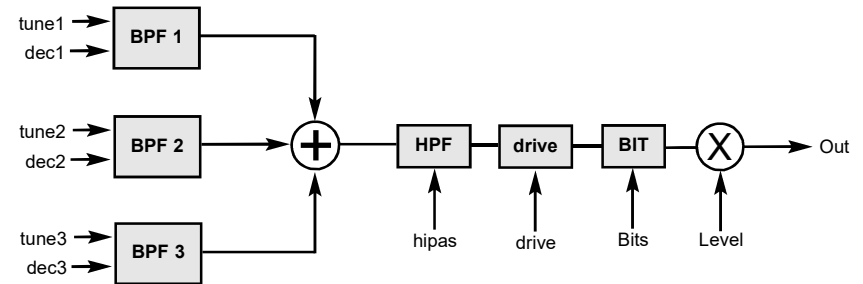 tune1
dec1
BPF 1
tune2
dec2
BPF 2
tune3
dec3
BPF 3
+
HPF
drive
BIT
X
Out
hipas
drive
Bits
Level